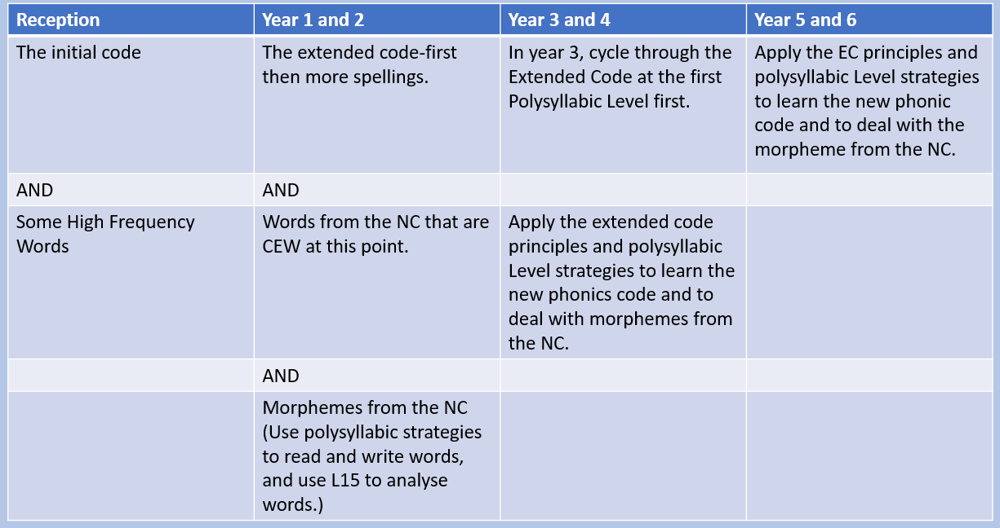 Reception
Year 1 and 2
Year 3 and 4
Year 5 and 6
The initial code
The extended code-first
then more spellings.
In year 3, cycle through the
Extended Code at the first
Polysyllabic Level first.
Apply the EC principles and
polysyllabic Level strategies
to learn the new phonic
code and to deal with the
morpheme from the NC.
AND
AND
Some High Frequency
Words
Words from the NC that are
CEW at this point.
Apply the extended code
principles and polysyllabic
Level strategies to learn the
new phonics code and to
deal with morphemes from
the NC.
AND
Morphemes from the NC
(Use polysyllabic strategies
to read and write words,
and use L15 to analyse
words.)